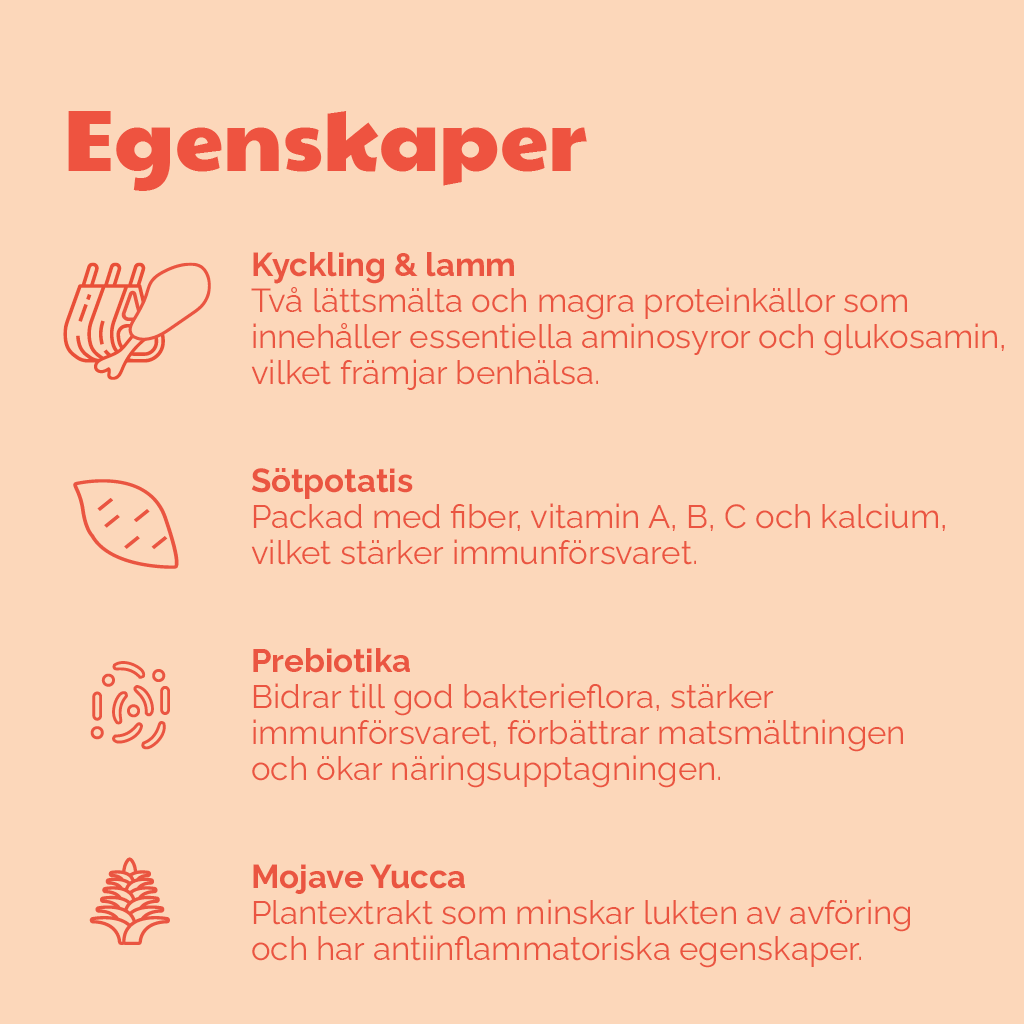 Egenskaper
Kyckling & lamm
Två lättsmälta och magra proteinkällor som
innehåller essentiella aminosyror och glukosamin,
vilket främjar benhälsa.
Sötpotatis
Packad med fiber, vitamin A, B, C och kalcium,
vilket stärker immunförsvaret.
Prebiotika
Bidrar till god bakterieflora, stärker
immunförsvaret, förbättrar matsmältningen
och ökar näringsupptagningen.
Mojave Yucca
Plantextrakt som minskar lukten av avföring
och har antiinflammatoriska egenskaper.